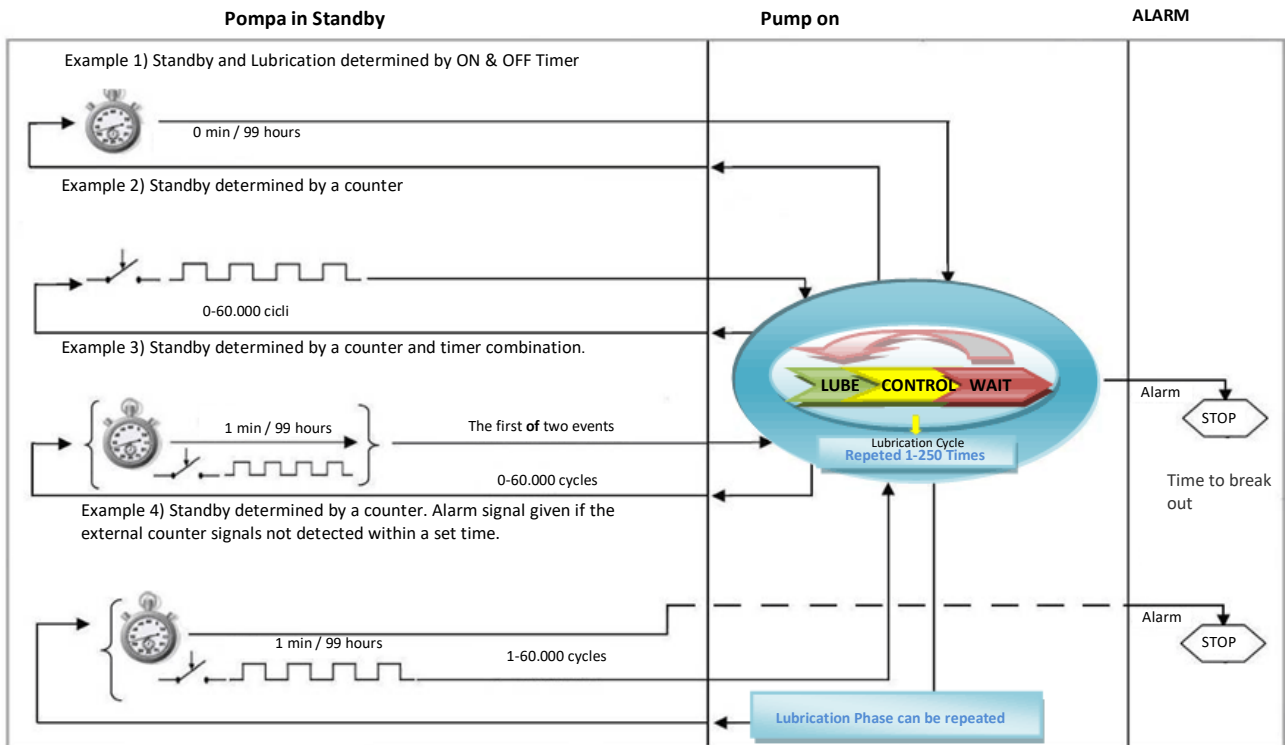 Pompa in Standby
Pump on
ALARM
Example 1) Standby and Lubrication determined by ON & OFF Timer
0 min / 99 hours
Example 2) Standby determined by a counter
0-60.000 cicli
Example 3) Standby determined by a counter and timer combination.
LUBE
CONTROL
WAIT
Alarm
STOP
1 min / 99 hours
The first of two events
Lubrication Cycle
Repeted 1-250 Times
0-60.000 cycles
Time to break
out
Example 4) Standby determined by a counter. Alarm signal given if the
external counter signals not detected within a set time.
Alarm
STOP
1 min / 99 hours
1-60.000 cycles
Lubrication Phase can be repeated